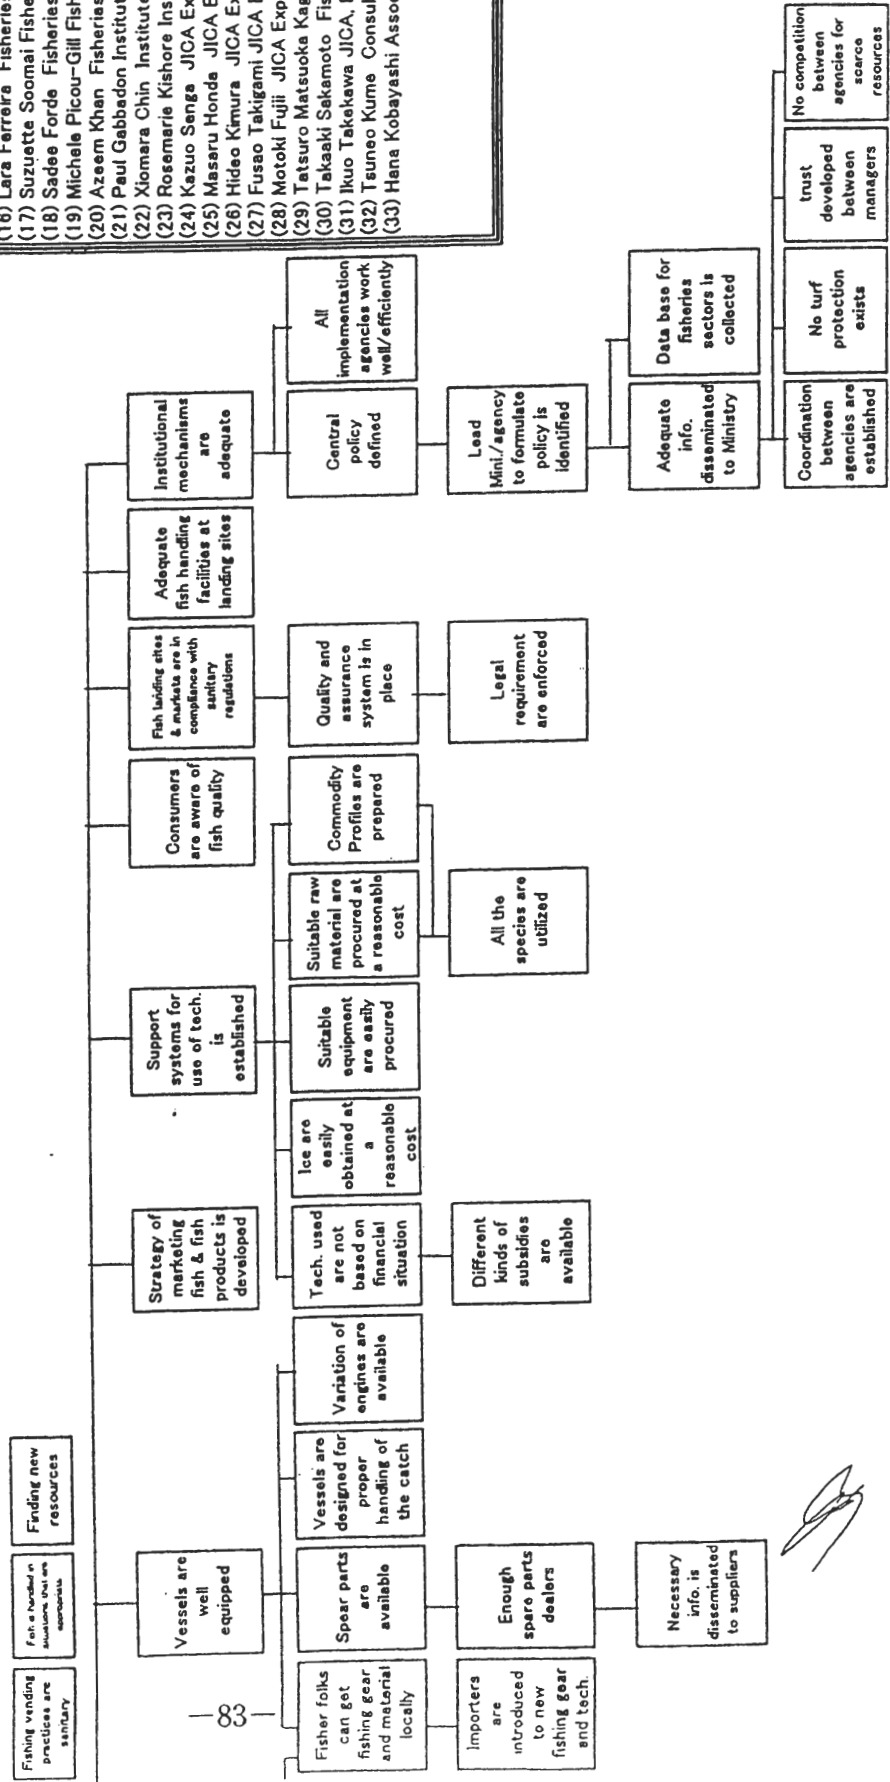 (16) Lara Ferreira Fisheries
(17) Suzuette Soomai Fishe
(18) Sadee Forde Fisheries
(19) Michele Picou-Gill Fish
(20) Azeem Khan Fisheries
(21) Paul Gabbadon Institut
(22) Xiomara Chin Institute
(23) Rosemarie Kishore Ins
(24) Kazuo Senga JICA Ex
(25) Masaru Honda JICA E
(26) Hideo Kimura JICA Ex
(27) Fusao Takigami JICA
(28) Motoki Fujii JICA Exp
(29) Tatsuro Matsuoka Kag
(30) Takaaki Sakamoto Fis
(31) Ikuo Takekawa JICA,
(32) Tsuneo Kume Consul
(33) Hana Kobayashi Assoc
Fishing vending
practices are
sanitary
Fish is handled in
situations that are
appropriate
Finding new
resources
Vessels are
well
equipped
Strategy of
marketing
fish & fish
products is
developed
Support
systems for
use of tech.
is
established
Consumers
are aware of
fish quality
Fish landing sites
& markets are in
compliance with
sanitary
regulations
Adequate
fish handling
facilities at
landing sites
Institutional
mechanisms
are
adequate
Fisher folks
can get
fishing gear
and material
locally
Spear parts
are
available
Vessels are
designed for
proper
handling of
the catch
Variation of
engines are
available
Tech. used
are not
based on
financial
situation
Ice are
easily
obtained at
a
reasonable
cost
Suitable
equipment
are easily
procured
Suitable raw
material are
procured at
a reasonable
cost
Commodity
Profiles are
prepared
Quality and
assurance
system is in
place
Central
policy
defined
All
implementation
agencies work
well/efficiently
Importers
are
introduced
to new
fishing gear
and tech.
Enough
spare parts
dealers
Different
kinds of
subsidies
are
available
All the
species are
utilized
Legal
requirement
are enforced
Lead
Mini./agency
to formulate
policy is
identified
Necessary
info. is
disseminated
to suppliers
Adequate
info.
disseminated
to Ministry
Data base for
fisheries
sectors is
collected
Coordination
between
agencies are
established
No turf
protection
exists
trust
developed
between
managers
No competition
between
agencies for
scarce
resources
—83—